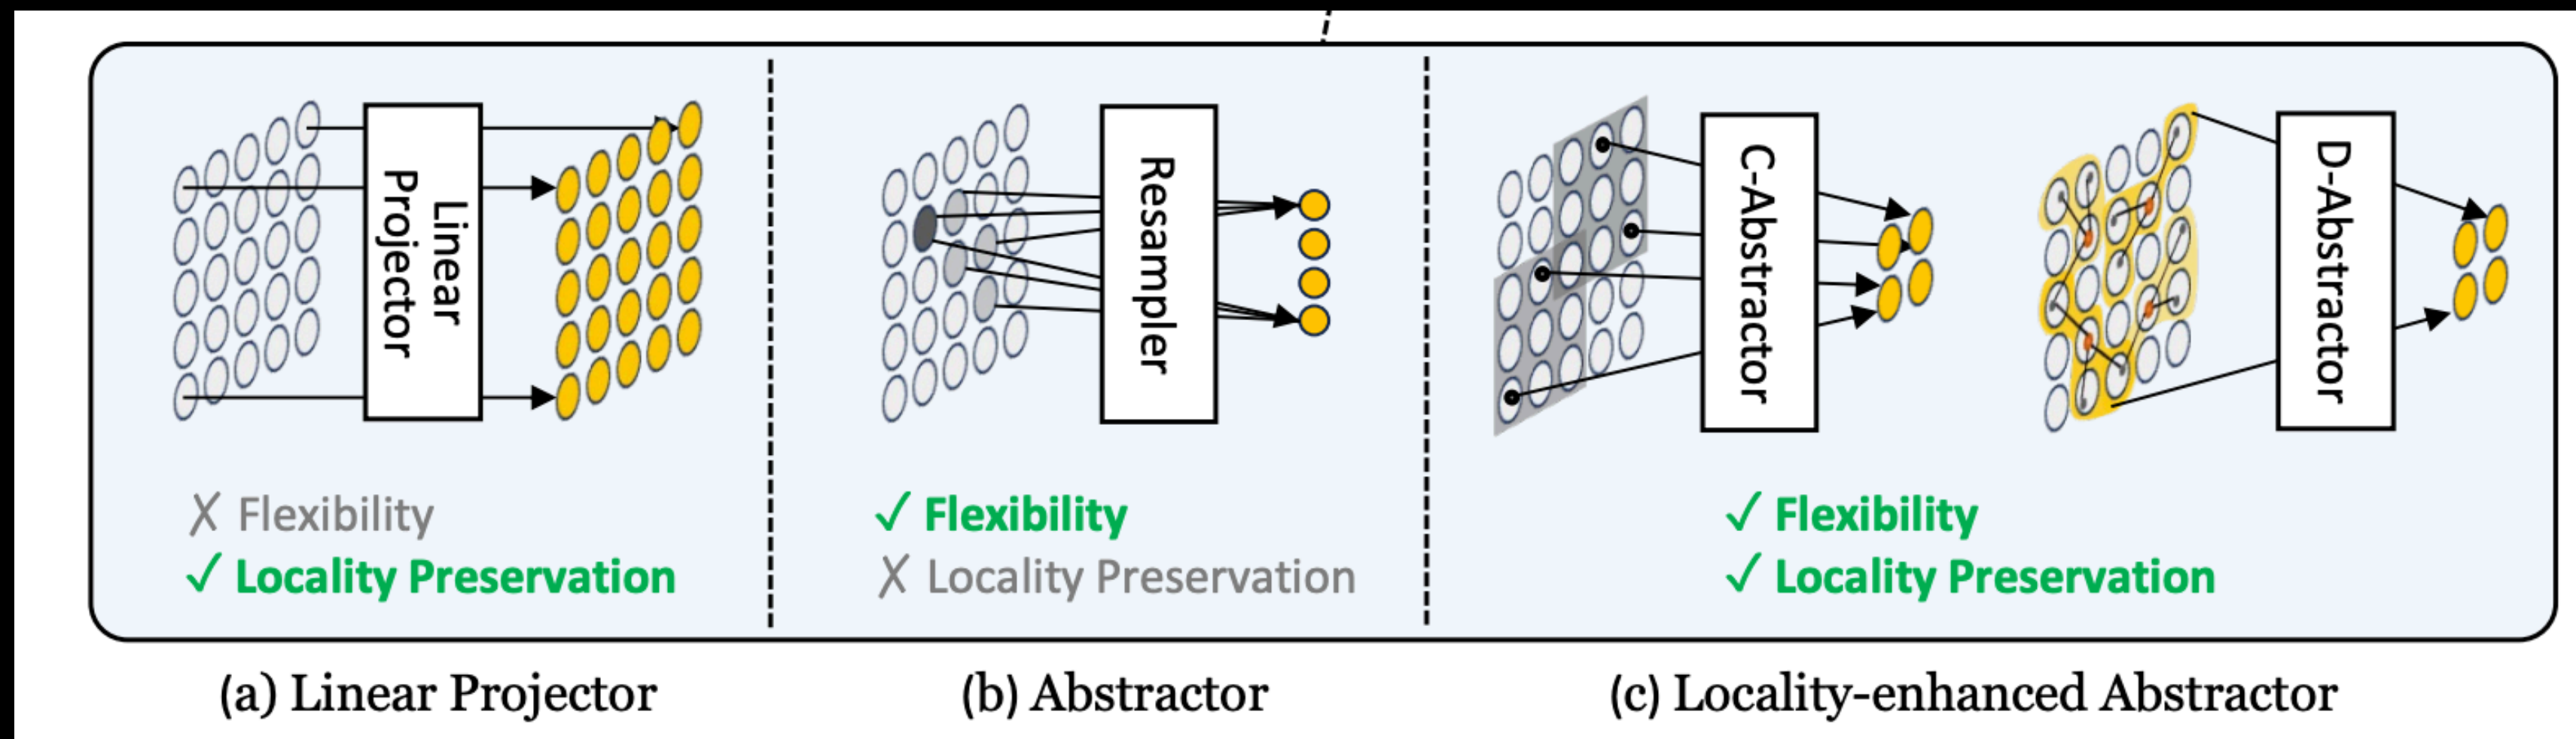 Linear
Projector
✗ Flexibility
✓ Locality Preservation
(a) Linear Projector
Resampler
✓ Flexibility
✗ Locality Preservation
(b) Abstractor
C-Abstractor
D-Abstractor
✓ Flexibility
✓ Locality Preservation
(c) Locality-enhanced Abstractor